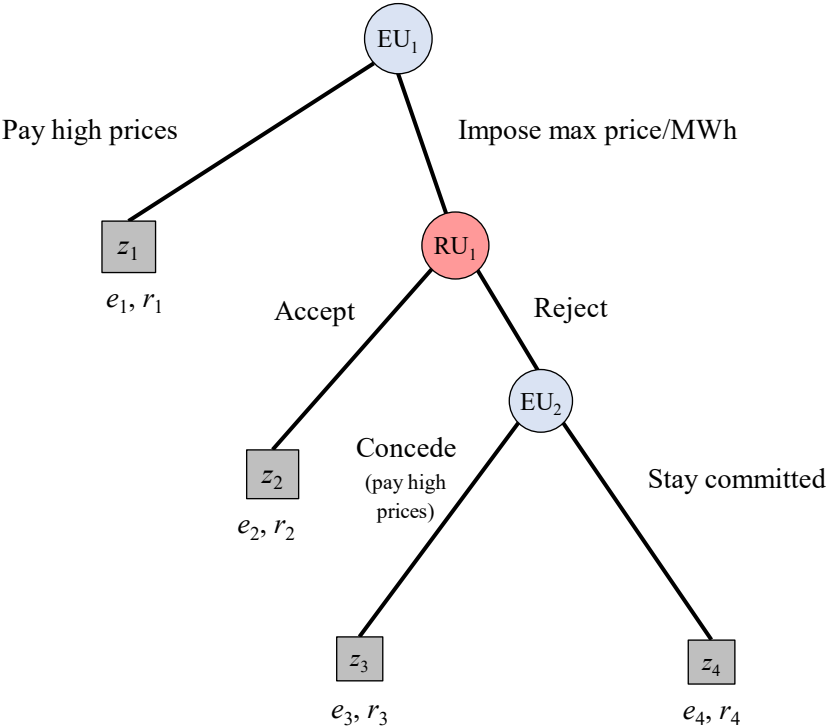 EU₁
Pay high prices
Impose max price/MWh
z₁
RU₁
e₁, r₁
Accept
Reject
EU₂
Concede
(pay high
prices)
z₂
Stay committed
e₂, r₂
z₃
z₄
e₃, r₃
e₄, r₄